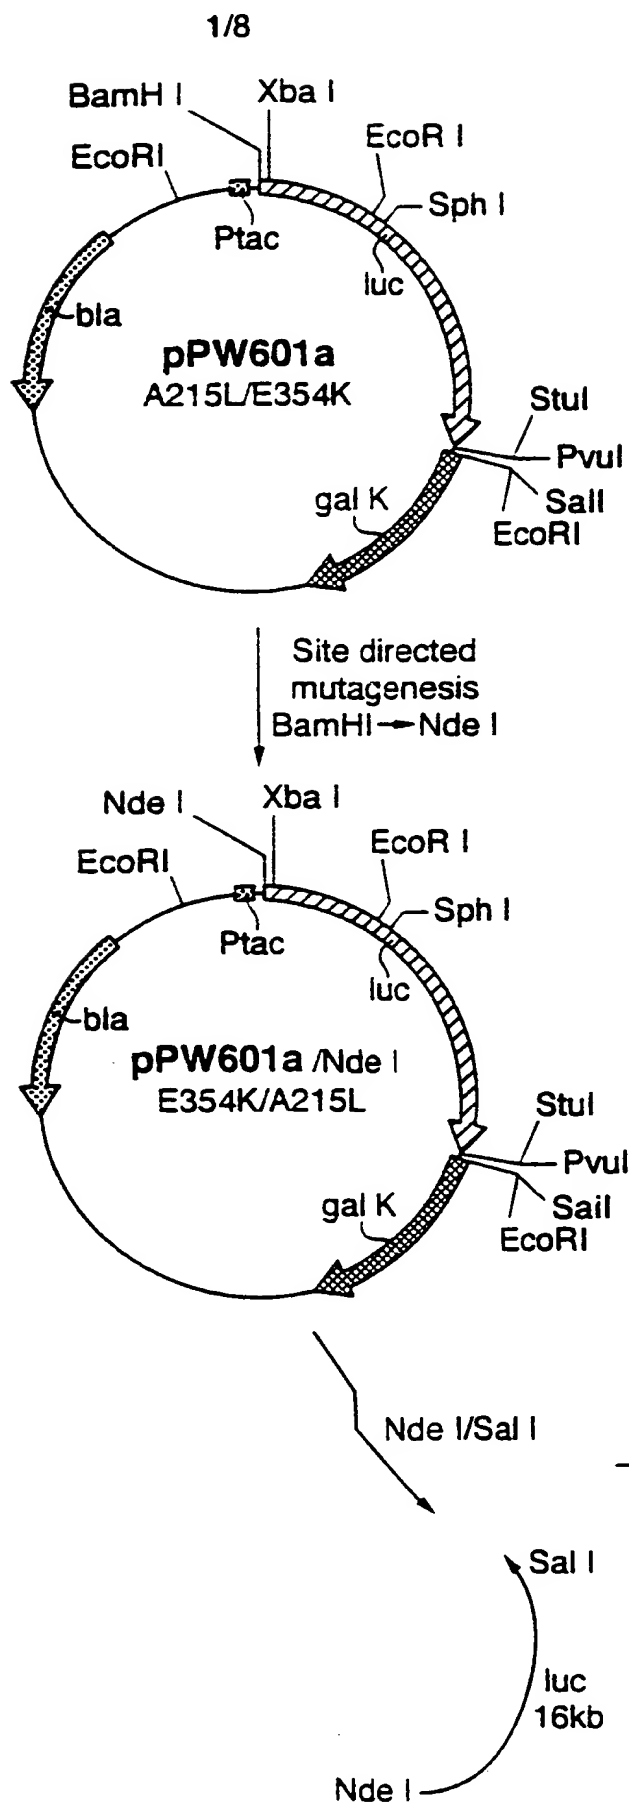 1/8
BamH I
Xba I
EcoRI
EcoR I
Sph I
Ptac
luc
bla
pPW601a
A215L/E354K
StuI
PvuI
SalI
EcoRI
gal K
Site directed
mutagenesis
BamHI → Nde I
Nde I
Xba I
EcoRI
EcoR I
Sph I
Ptac
luc
bla
pPW601a /Nde I
E354K/A215L
StuI
PvuI
SaiI
EcoRI
gal K
Nde I/Sal I
Sal I
luc
16kb
Nde I